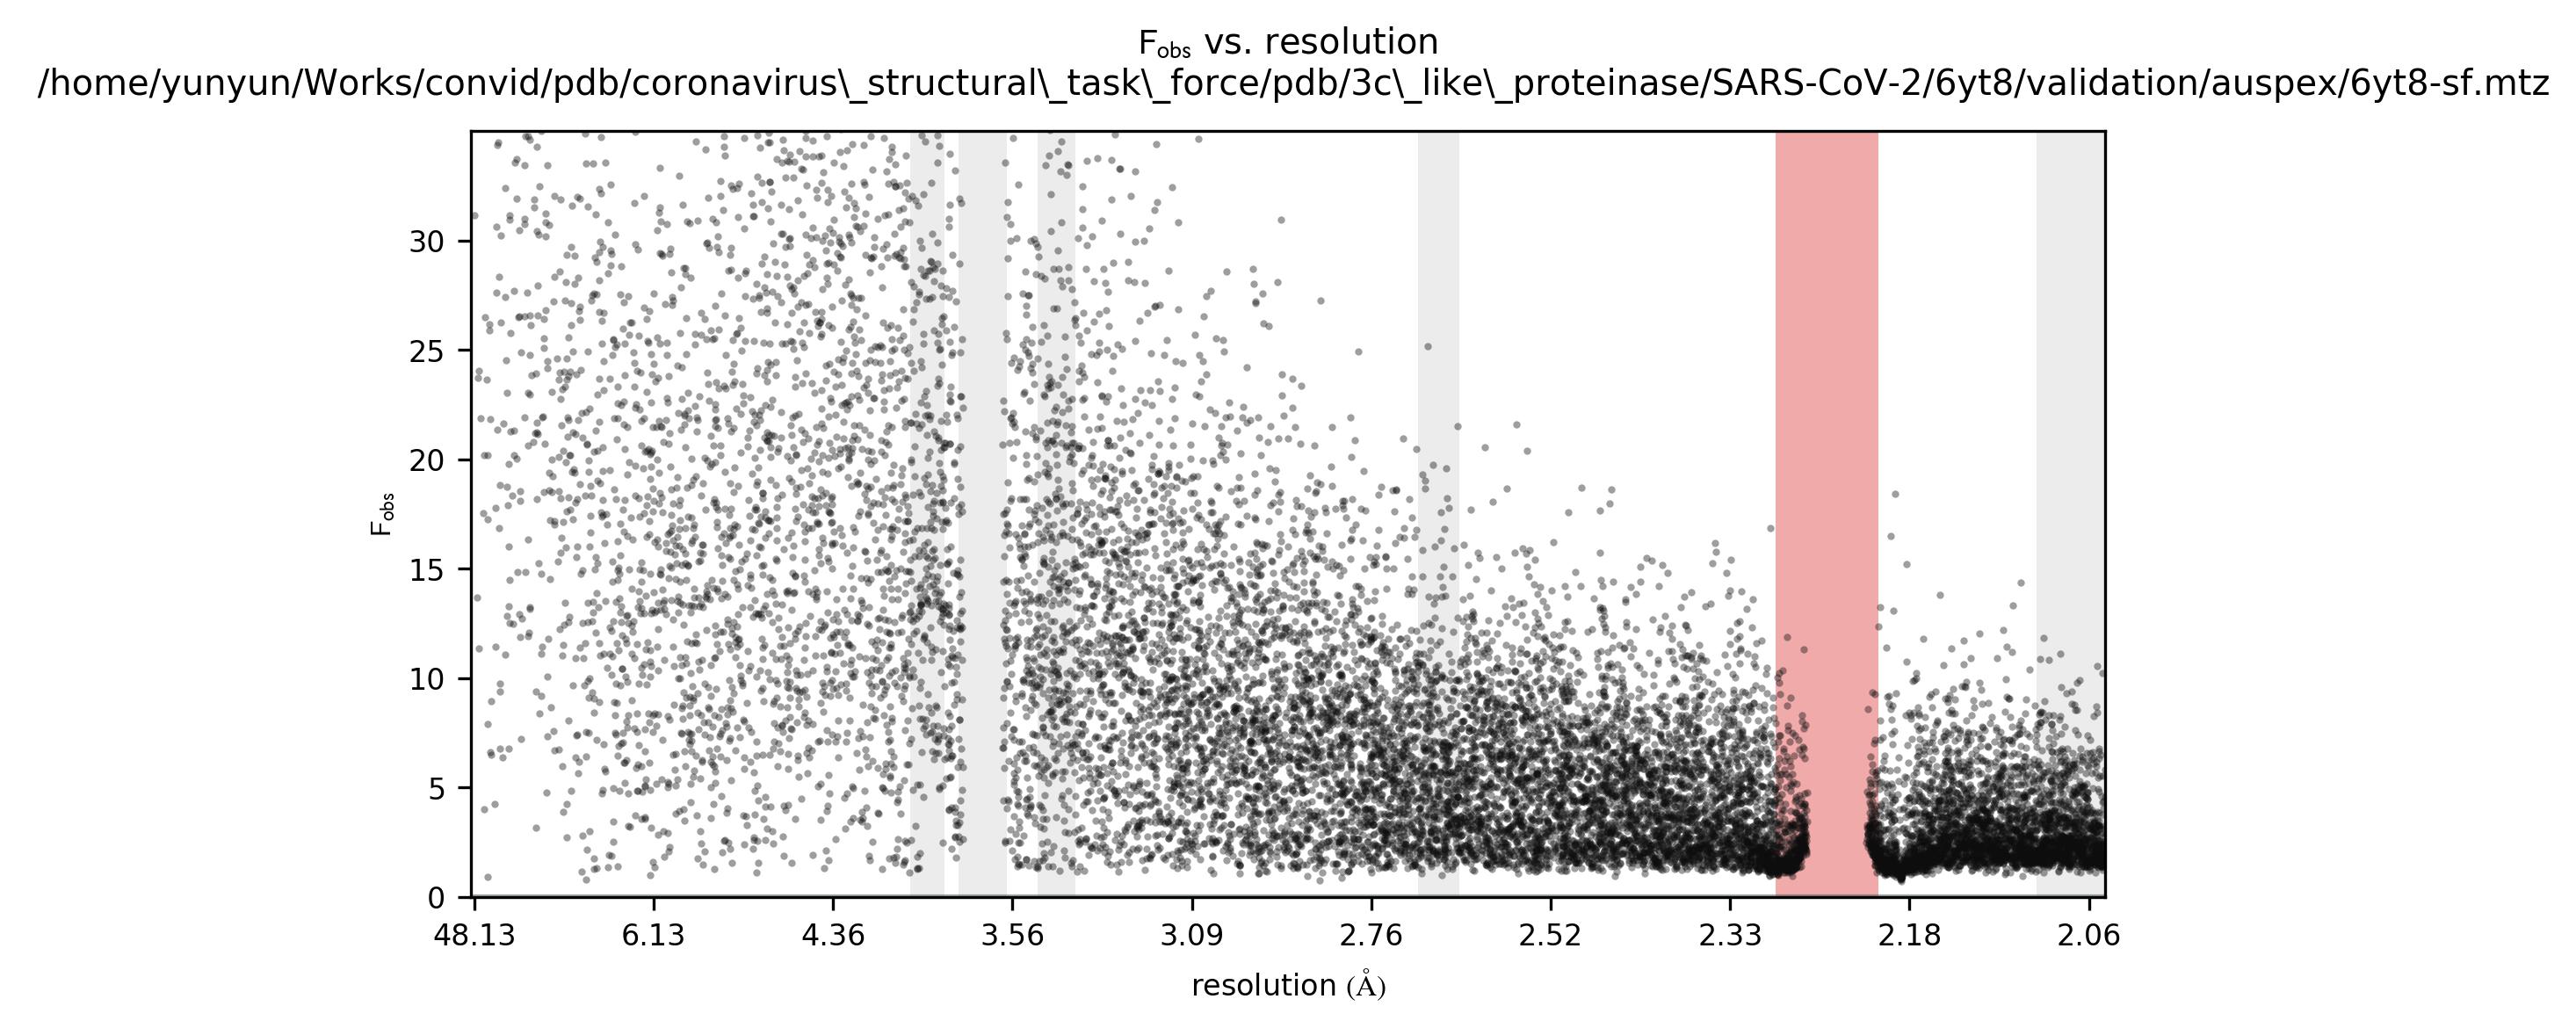 F_obs vs. resolution
/home/yunyun/Works/convid/pdb/coronavirus\_structural\_task\_force/pdb/3c\_like\_proteinase/SARS-CoV-2/6yt8/validation/auspex/6yt8-sf.mtz
30
25
20
15
10
5
0
F_obs
48.13 6.13 4.36 3.56 3.09 2.76 2.52 2.33 2.18 2.06
resolution (Å)